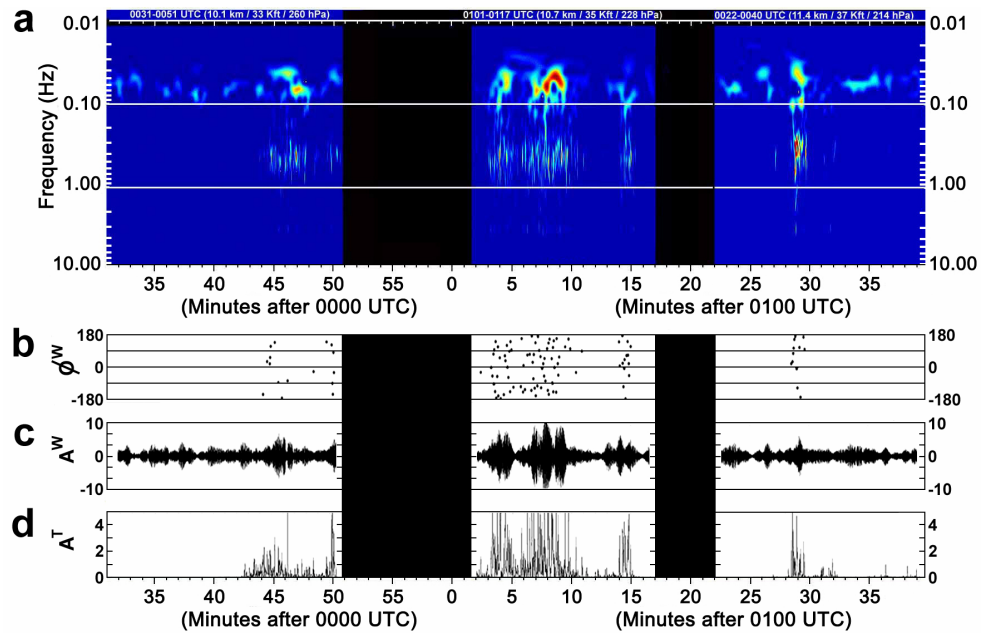 a
0031-0051 UTC (10.1 km / 33 Kft / 260 hPa) 0101-0117 UTC (10.7 km / 35 Kft / 228 hPa) 0022-0040 UTC (11.4 km / 37 Kft / 214 hPa)
0.01 0.01
0.10 0.10
1.00 1.00
10.00 10.00
Frequency (Hz)
35 40 45 50 55 0 5 10 15 20 25 30 35
(Minutes after 0000 UTC) (Minutes after 0100 UTC)
b
ϕW
180 180
0 0
-180 -180
c
AW
10 10
0 0
-10 -10
d
AT
4 4
2 2
0 0
35 40 45 50 55 0 5 10 15 20 25 30 35
(Minutes after 0000 UTC) (Minutes after 0100 UTC)